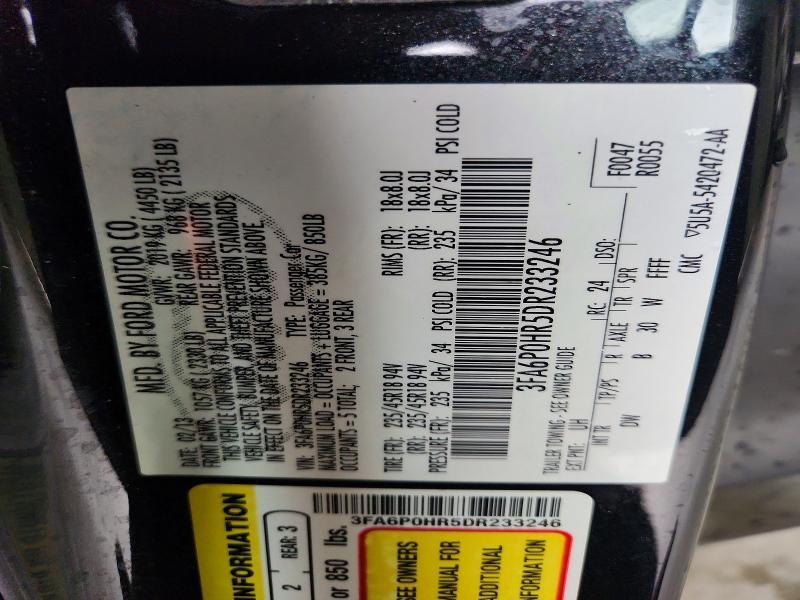 MFD. BY FORD MOTOR CO.
DATE: 02/13 GVWR: 2019 KG ( 4450 LB)
FRONT GAWR: 1057 KG ( 2330 LB) REAR GAWR: 968 KG ( 2135 LB)
THIS VEHICLE CONFORMS TO ALL APPLICABLE FEDERAL MOTOR
VEHICLE SAFETY, BUMPER, AND THEFT PREVENTION STANDARDS
IN EFFECT ON THE DATE OF MANUFACTURE SHOWN ABOVE.
VIN: 3FA6P0HR5DR233246 TYPE: Passenger Car
MAXIMUM LOAD = OCCUPANTS + LUGGAGE = 385KG/ 850LB
OCCUPANTS = 5 TOTAL: 2 FRONT, 3 REAR
TIRE (FR): 235/45R18 94V RIMS (FR): 18x8.0J
(RR): 235/45R18 94V (RR): 18x8.0J
PRESSURE (FR): 235 kPa/ 34 PSI COLD (RR): 235 kPa/ 34 PSI COLD
3FA6P0HR5DR233246
TRAILER TOWING - SEE OWNER GUIDE F0047
EXT PNT: UH RC: 24 DSO: R0055
INT TR TP/PS R AXLE TR SPR
DW B 30 W FFFF
CMC ▽5U5A-5420472-AA
INFORMATION
2 REAR: 3
or 850 lbs.
3FA6P0HR5DR233246
SEE OWNERS
MANUAL FOR
ADDITIONAL
INFORMATION